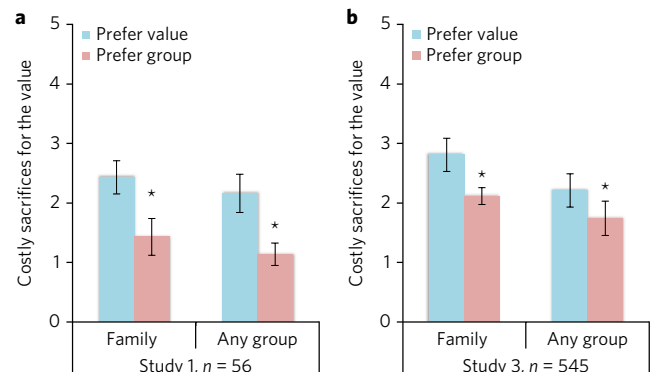 a
5
4
3
2
1
0
Costly sacrifices for the value
Prefer value
Prefer group
*
*
Family
Any group
Study 1, n = 56
b
5
4
3
2
1
0
Costly sacrifices for the value
Prefer value
Prefer group
*
*
Family
Any group
Study 3, n = 545